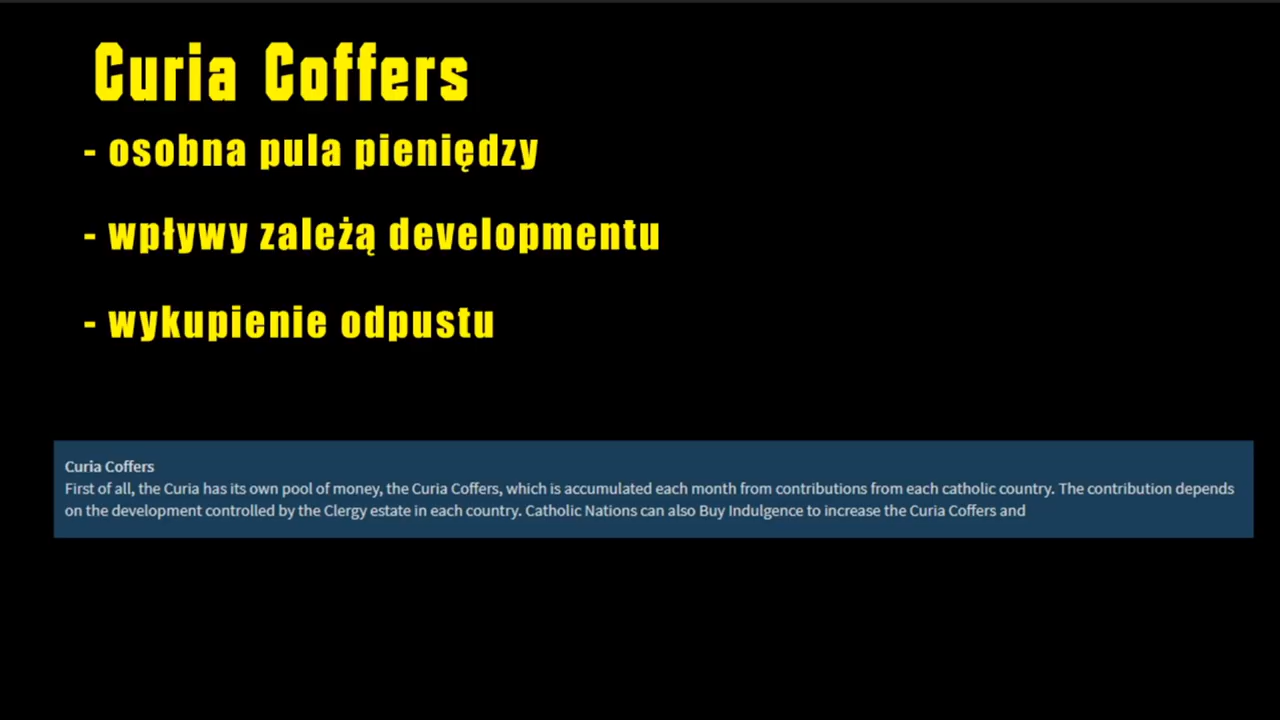 Curia Coffers
- osobna pula pieniędzy
- wpływy zależą developmentu
- wykupienie odpustu
Curia Coffers
First of all, the Curia has its own pool of money, the Curia Coffers, which is accumulated each month from contributions from each catholic country. The contribution depends
on the development controlled by the Clergy estate in each country. Catholic Nations can also Buy Indulgence to increase the Curia Coffers and